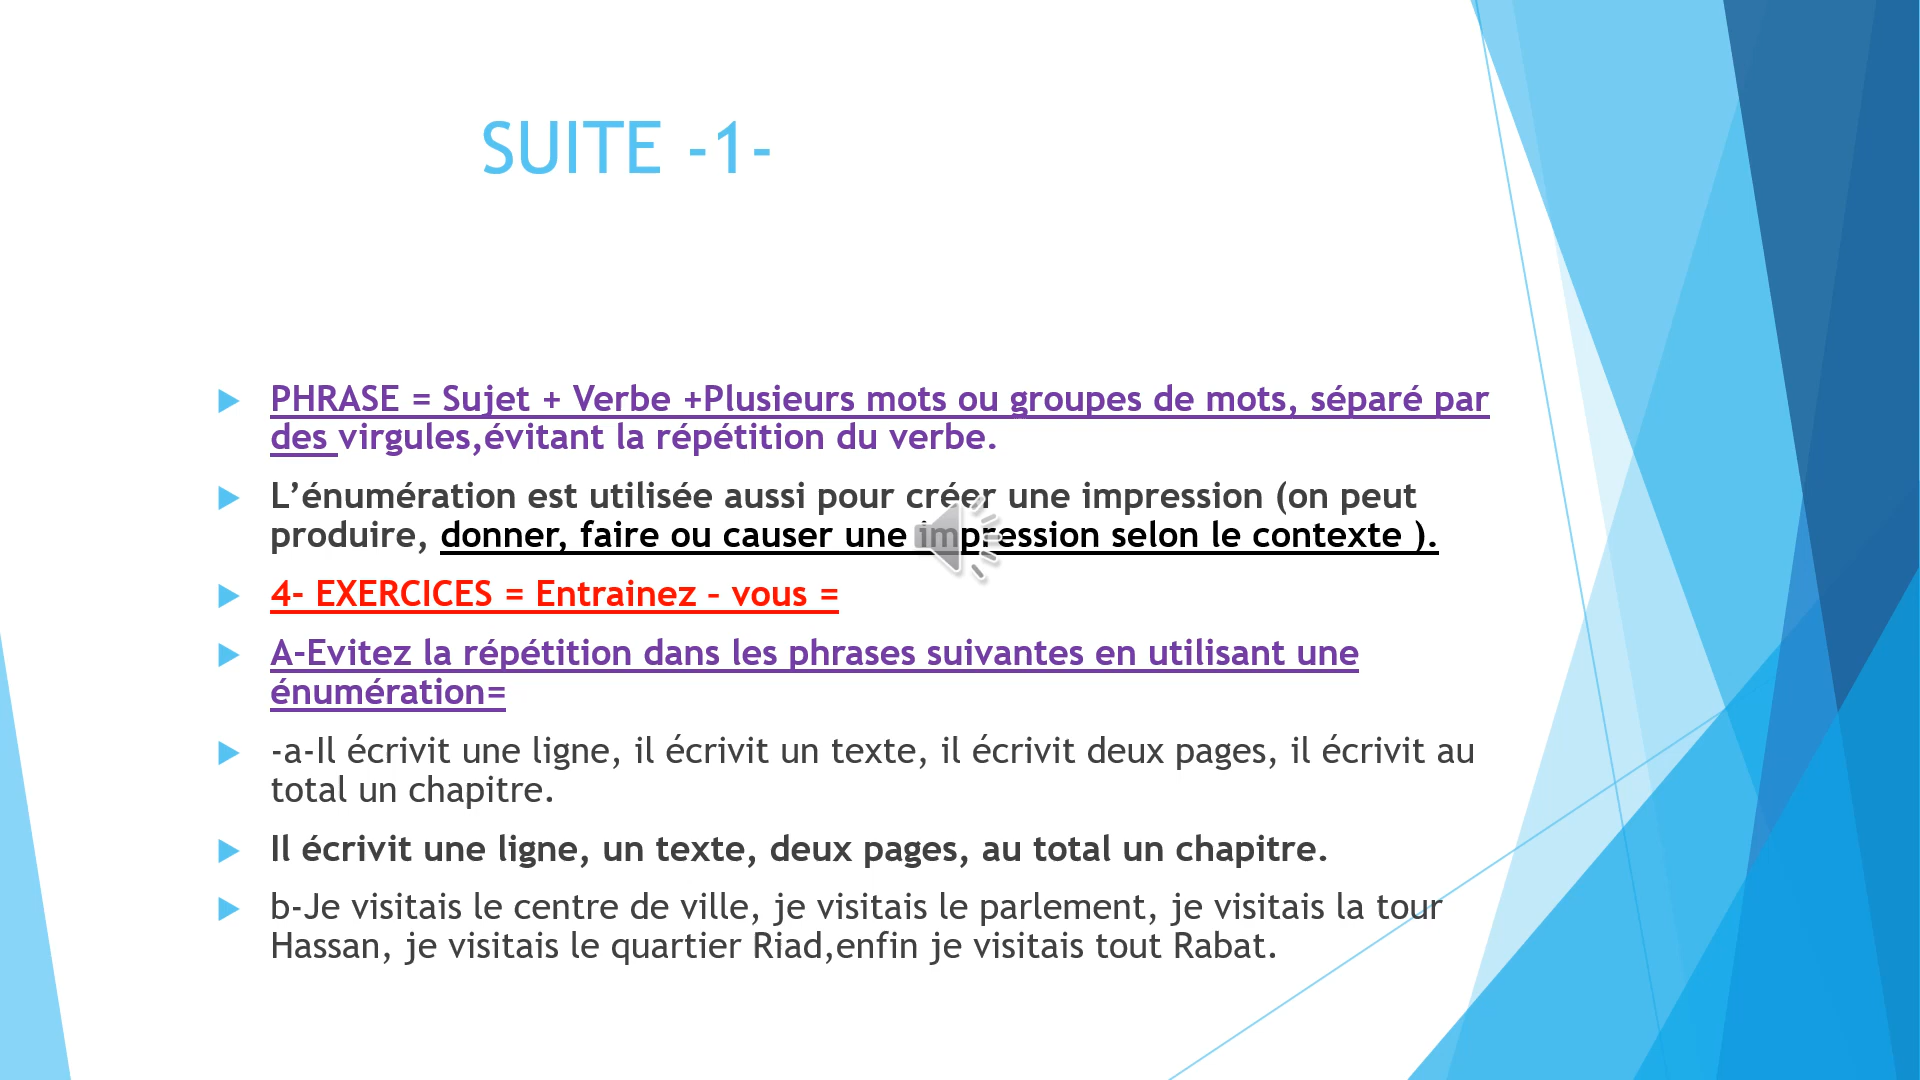 SUITE -1-
PHRASE = Sujet + Verbe +Plusieurs mots ou groupes de mots, séparé par
des virgules,évitant la répétition du verbe.
L’énumération est utilisée aussi pour créer une impression (on peut
produire, donner, faire ou causer une impression selon le contexte ).
4- EXERCICES = Entrainez – vous =
A-Evitez la répétition dans les phrases suivantes en utilisant une
énumération=
-a-Il écrivit une ligne, il écrivit un texte, il écrivit deux pages, il écrivit au
total un chapitre.
Il écrivit une ligne, un texte, deux pages, au total un chapitre.
b-Je visitais le centre de ville, je visitais le parlement, je visitais la tour
Hassan, je visitais le quartier Riad,enfin je visitais tout Rabat.